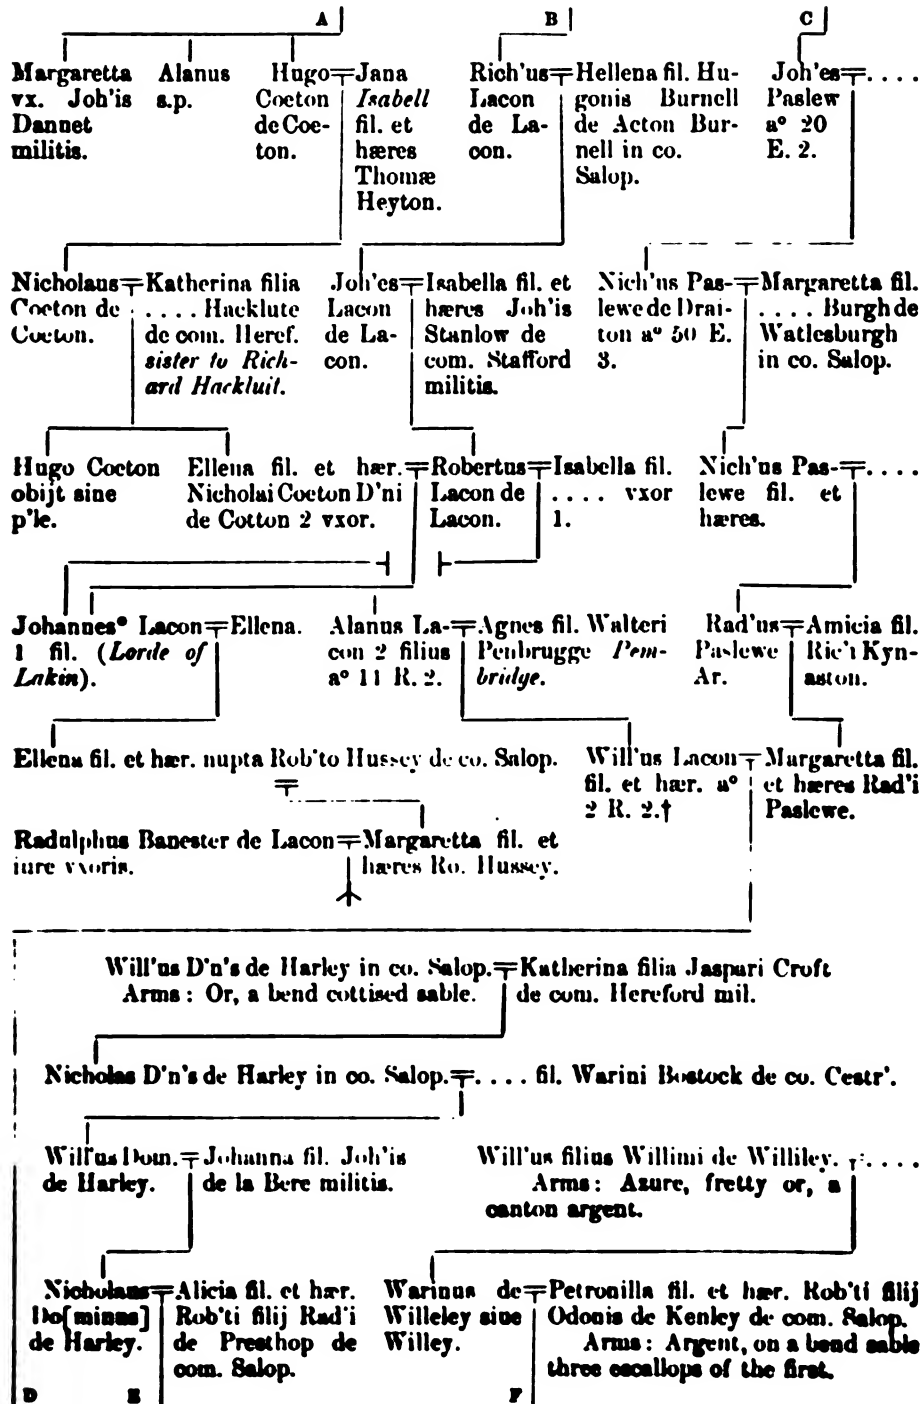 A B C
Margaretta vx. Joh'is Dannet militis.
Alanus s.p.
Hugo Coeton de Coeton.
Jana Isabell fil. et hæres Thomæ Heyton.
Rich'us Lacon de Lacon.
Hellena fil. Hugonis Burnell de Acton Burnell in co. Salop.
Joh'es Paslew aº 20 E. 2.
. . . .
Nicholaus Coeton de Coeton.
Katherina filia . . . . Hacklute de com. Heref. sister to Richard Hackluit.
Joh'es Lacon de Lacon.
Isabella fil. et hæres Joh'is Stanlow de com. Stafford militis.
Nich'us Paslewe de Draiton aº 50 E. 3.
Margaretta fil. . . . . Burgh de Watlesburgh in co. Salop.
Hugo Coeton obijt sine p'le.
Ellena fil. et hær. Nicholai Coeton D'ni de Cotton 2 vxor.
Robertus Lacon de Lacon.
Isabella fil. . . . . vxor 1.
Nich'us Paslewe fil. et hæres.
. . . .
Johannes* Lacon 1 fil. (Lorde of Lakin).
Ellena.
Alanus Lacon 2 filius aº 11 R. 2.
Agnes fil. Walteri Penbrugge Pembridge.
Rad'us Paslewe Ar.
Amicia fil. Ric'i Kynaston.
Ellena fil. et hær. nupta Rob'to Hussey de co. Salop.
Will'us Lacon fil. et hær. aº 2 R. 2.†
Margaretta fil. et hæres Rad'i Paslewe.
Radulphus Banester de Lacon iure vxoris.
Margaretta fil. et hæres Ro. Hussey.
Will'us D'n's de Harley in co. Salop.
Arms: Or, a bend cottised sable.
Katherina filia Jaspari Croft de com. Hereford mil.
Nicholas D'n's de Harley in co. Salop.
. . . . fil. Warini Bostock de co. Cestr'.
Will'us Dom. de Harley.
Johanna fil. Joh'is de la Bere militis.
Will'us filius Willimi de Williley.
Arms: Azure, fretty or, a canton argent.
. . . .
Nicholaus Do[minus] de Harley.
Alicia fil. et hær. Rob'ti filij Rad'i de Presthop de com. Salop.
Warinus de Willeley sine Willey.
Petronilla fil. et hær. Rob'ti filij Odonis de Kenley de com. Salop.
Arms: Argent, on a bend sable three escallops of the first.
D E F